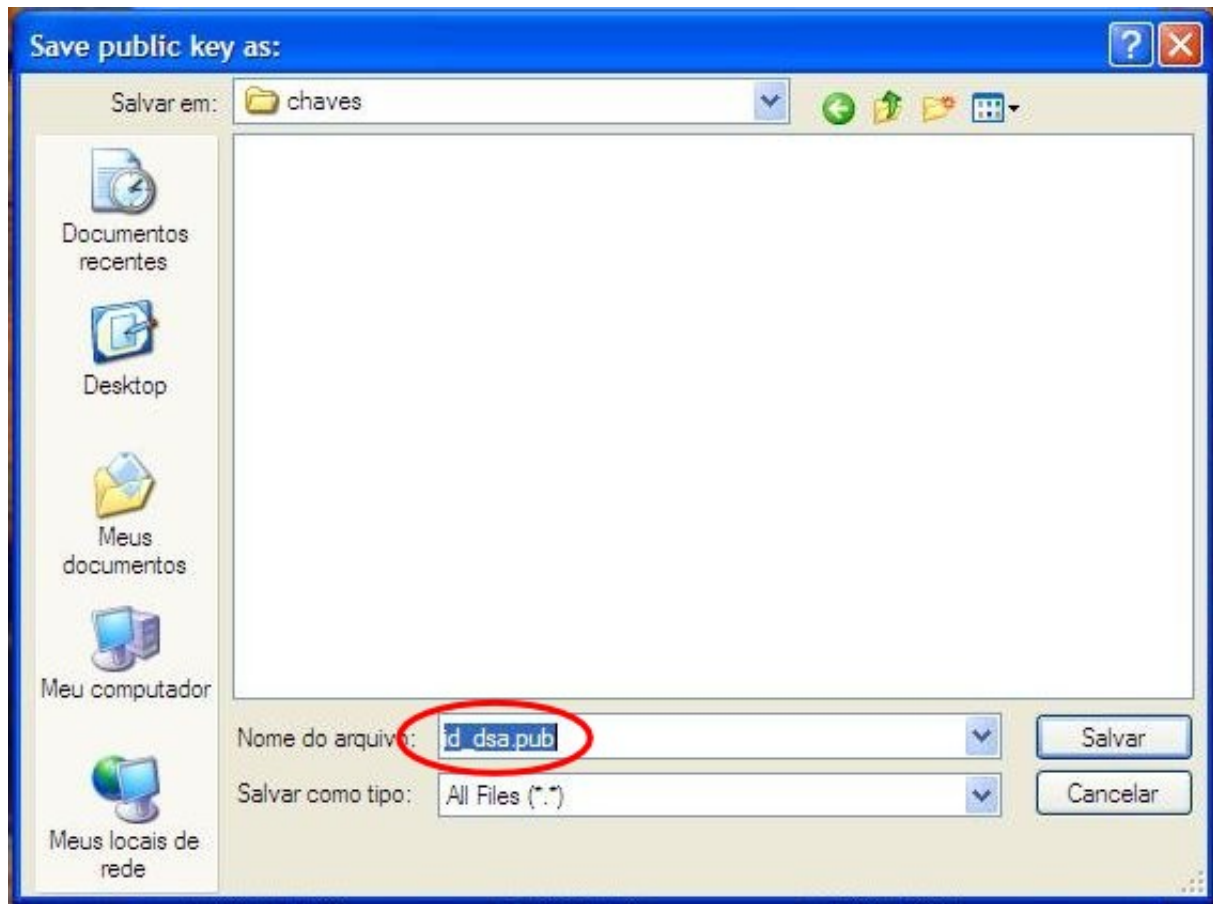 Save public key as:
Salvar em:
chaves
Documentos
recentes
Desktop
Meus
documentos
Meu computador
Meus locais de
rede
Nome do arquivo:
id_dsa.pub
Salvar
Salvar como tipo:
All Files (*.*)
Cancelar